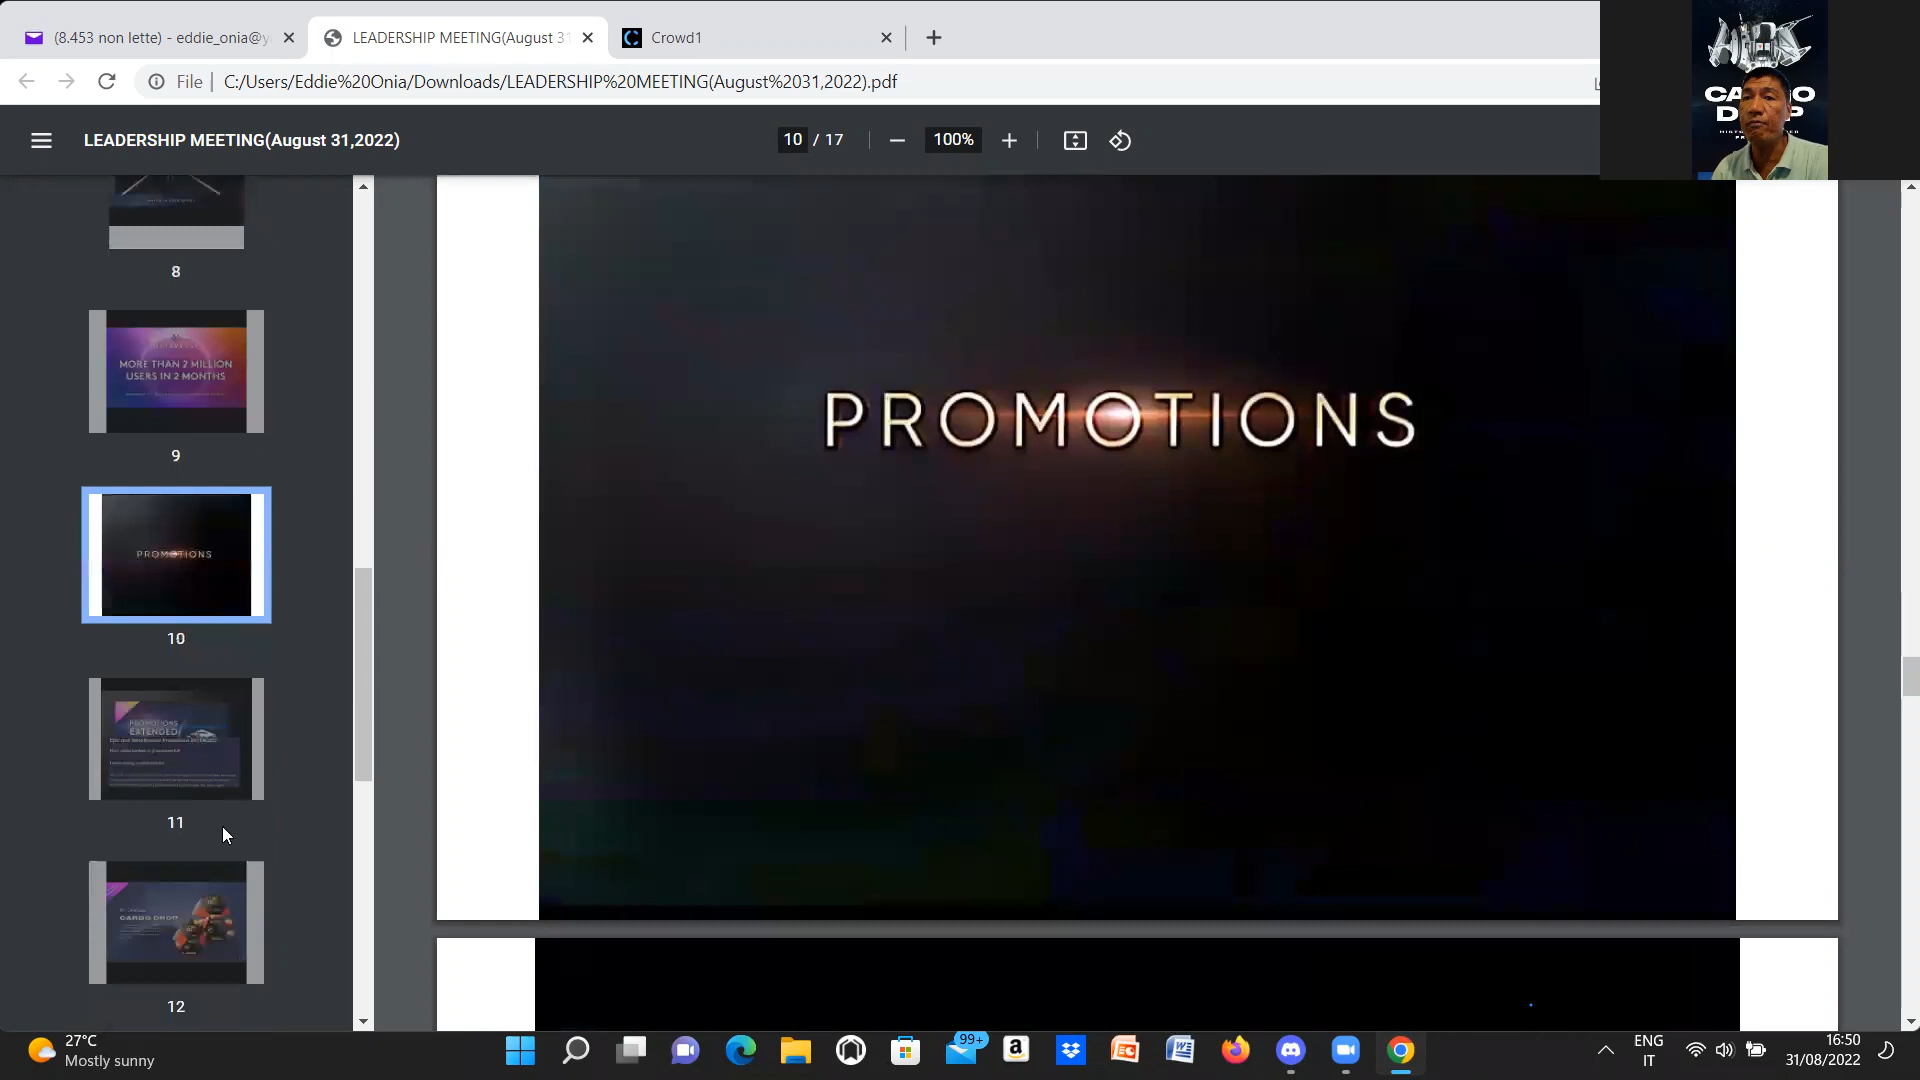 (8.453 non lette) - eddie_onia@y
LEADERSHIP MEETING(August 31
Crowd1
File
C:/Users/Eddie%20Onia/Downloads/LEADERSHIP%20MEETING(August%2031,2022).pdf
LEADERSHIP MEETING(August 31,2022)
10 / 17
100%
8
MORE THAN 2 MILLION
USERS IN 2 MONTHS
9
PROMOTIONS
10
PROMOTIONS
EXTENDED
11
CARGO DROP
12
PROMOTIONS
27°C
Mostly sunny
99+
ENG
IT
16:50
31/08/2022